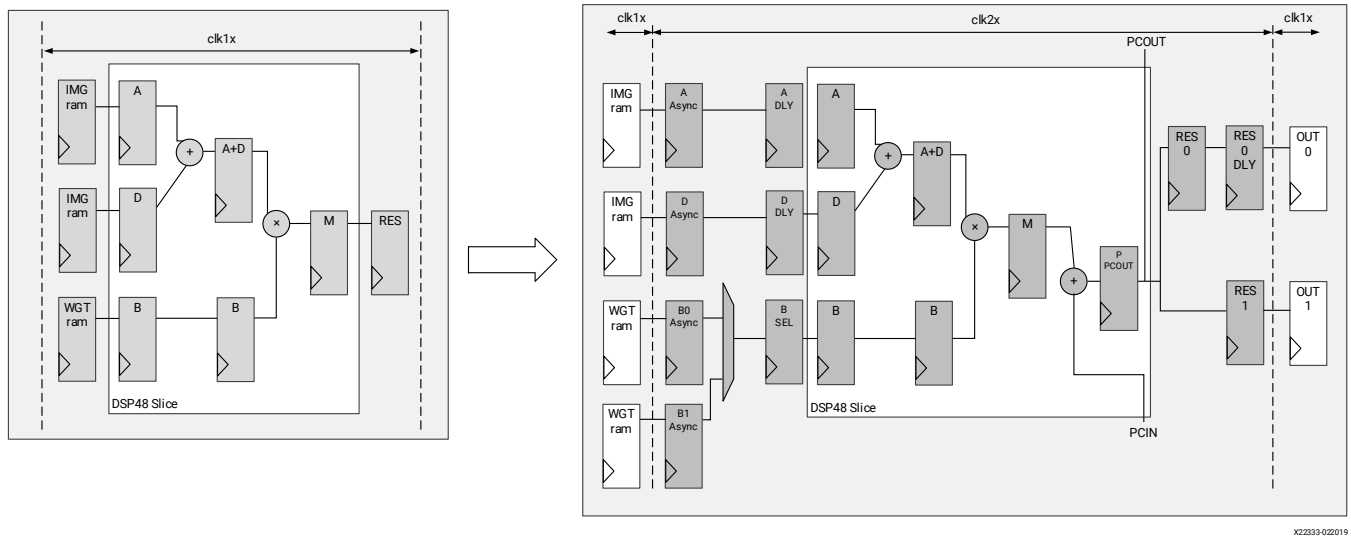 clk1x
IMG
ram
A
+
A+D
IMG
ram
D
×
M
RES
WGT
ram
B
B
DSP48 Slice
clk1x
clk2x
clk1x
PCOUT
IMG
ram
A
Async
A
DLY
A
+
A+D
RES
0
RES
0
DLY
OUT
0
IMG
ram
D
Async
D
DLY
D
×
M
+
P
PCOUT
RES
1
OUT
1
WGT
ram
B0
Async
B
SEL
B
B
WGT
ram
B1
Async
DSP48 Slice
PCIN
X22333-022019